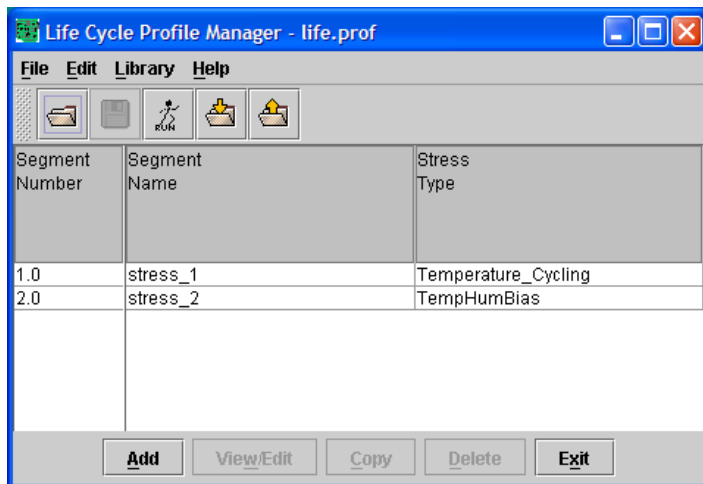 Life Cycle Profile Manager - life.prof
File Edit Library Help
RUN
Segment Number Segment Name Stress Type
1.0 stress_1 Temperature_Cycling
2.0 stress_2 TempHumBias
Add View/Edit Copy Delete Exit